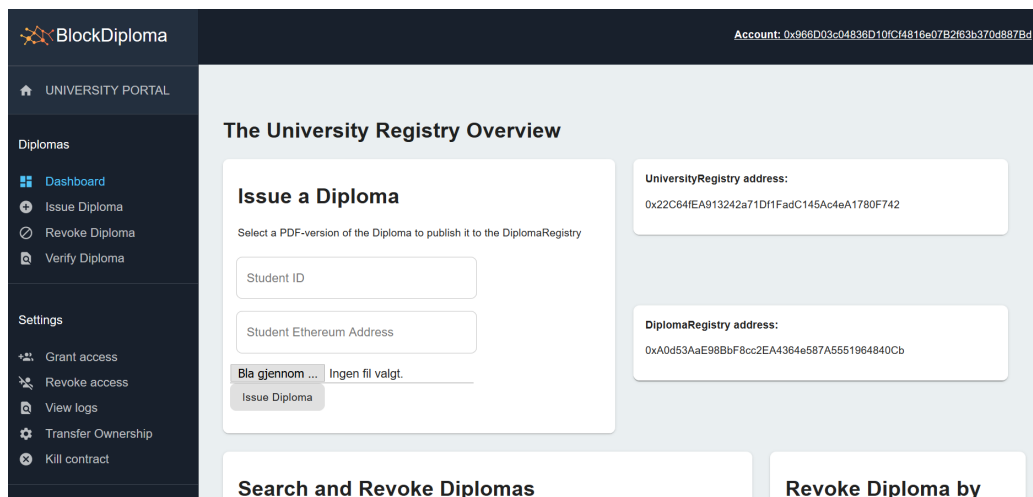 BlockDiploma
Account: 0x966D03c04836D10fCf4816e07B2f63b370d887Bd
UNIVERSITY PORTAL
Diplomas
Dashboard
Issue Diploma
Revoke Diploma
Verify Diploma
Settings
Grant access
Revoke access
View logs
Transfer Ownership
Kill contract
The University Registry Overview
Issue a Diploma
Select a PDF-version of the Diploma to publish it to the DiplomaRegistry
Student ID
Student Ethereum Address
Bla gjennom ... Ingen fil valgt.
Issue Diploma
UniversityRegistry address:
0x22C64fEA913242a71Df1FadC145Ac4eA1780F742
DiplomaRegistry address:
0xA0d53AaE98BbF8cc2EA4364e587A5551964840Cb
Search and Revoke Diplomas
Revoke Diploma by